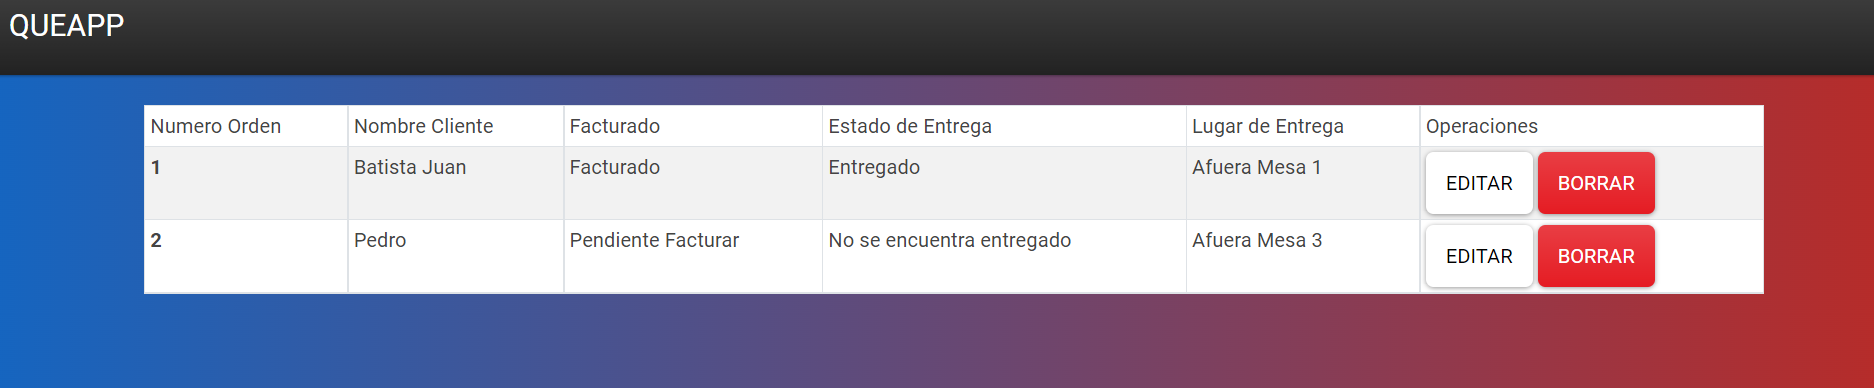 QUEAPP
Numero Orden Nombre Cliente Facturado Estado de Entrega Lugar de Entrega Operaciones
1 Batista Juan Facturado Entregado Afuera Mesa 1 EDITAR BORRAR
2 Pedro Pendiente Facturar No se encuentra entregado Afuera Mesa 3 EDITAR BORRAR